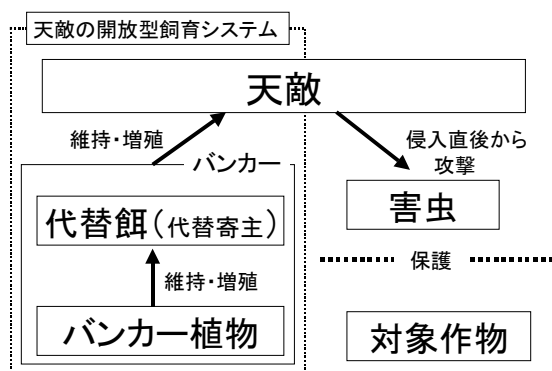 天敵の開放型飼育システム
天敵
維持・増殖
侵入直後から
攻撃
バンカー
代替餌(代替寄主)
害虫
保護
維持・増殖
バンカー植物
対象作物